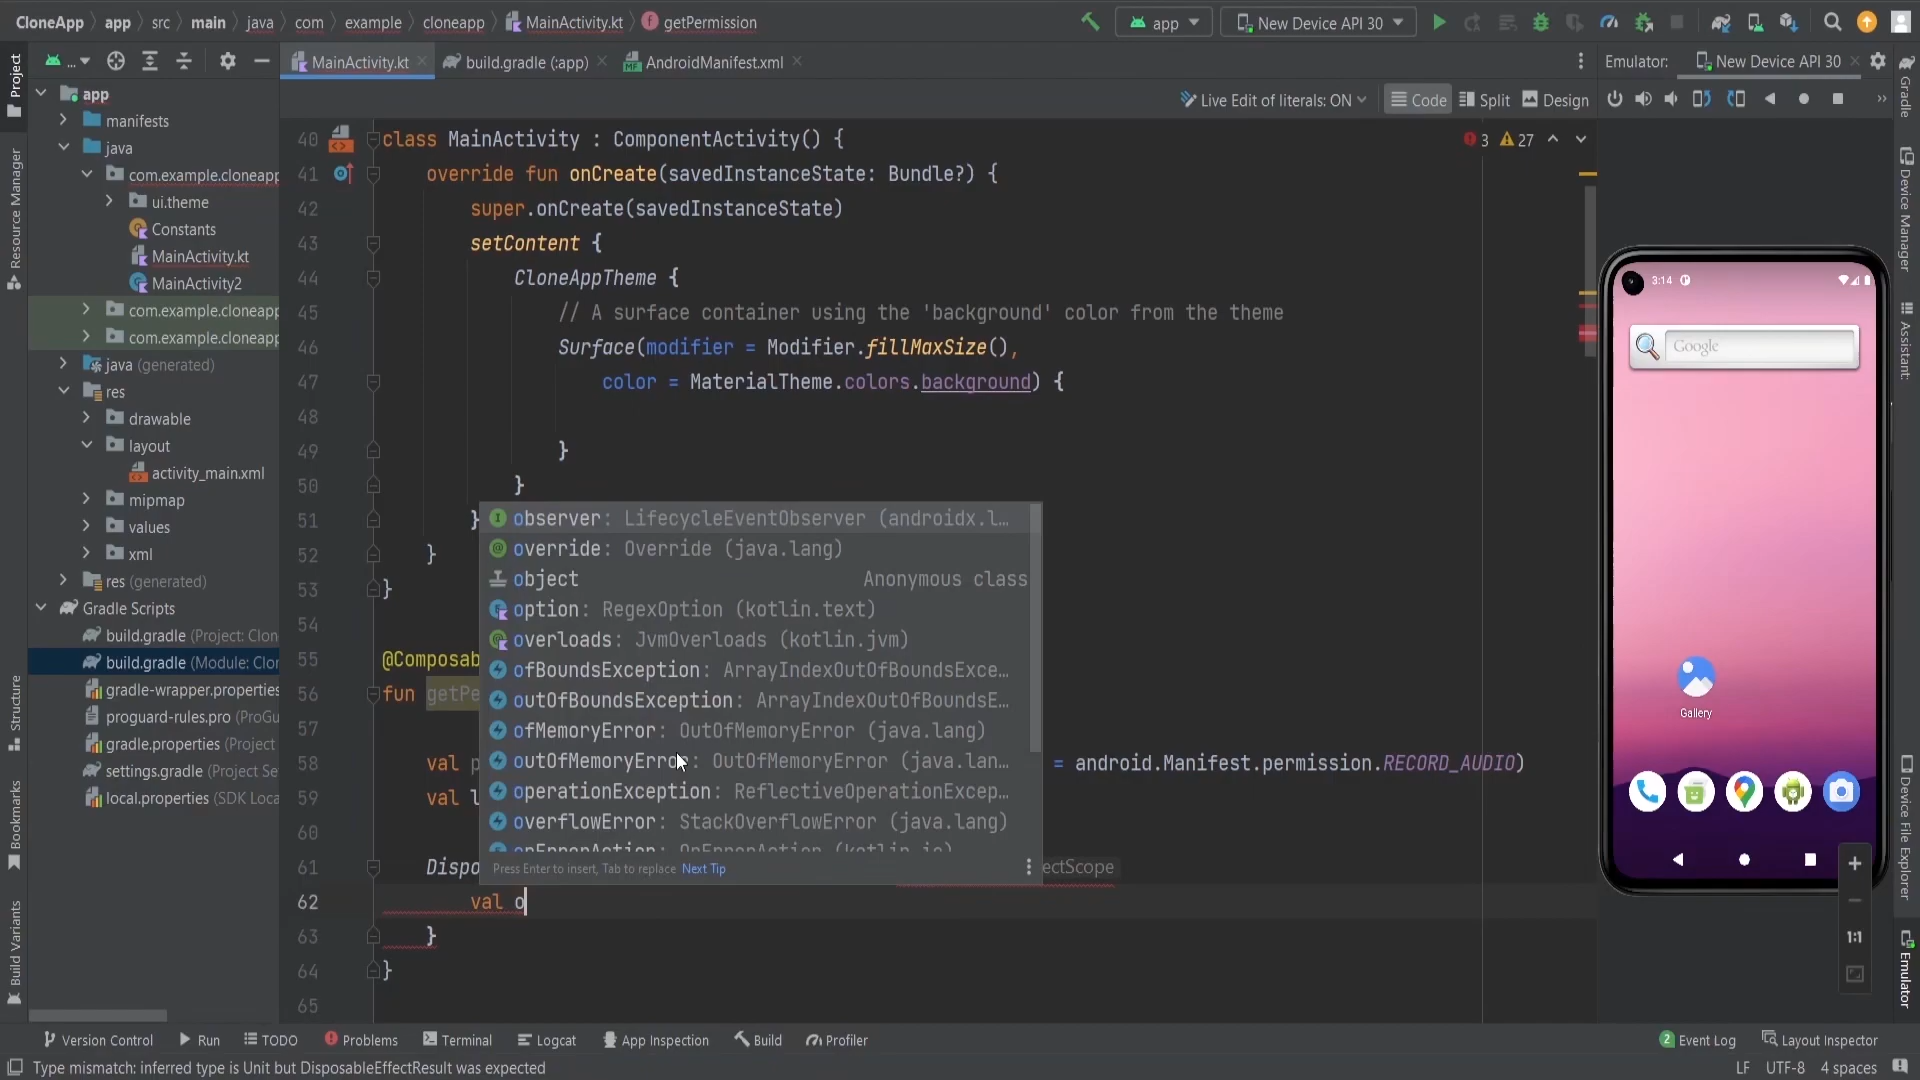 CloneApp app src main java com example cloneapp MainActivity.kt getPermission
app New Device API 30
Project
MainActivity.kt build.gradle (:app) AndroidManifest.xml
Emulator: New Device API 30
Live Edit of literals: ON Code Split Design
app
manifests
java
com.example.cloneapp
ui.theme
Constants
MainActivity.kt
MainActivity2
com.example.cloneapp
com.example.cloneapp
java (generated)
res
drawable
layout
activity_main.xml
mipmap
values
xml
res (generated)
Gradle Scripts
build.gradle (Project: Clon
build.gradle (Module: Clon
gradle-wrapper.properties
proguard-rules.pro (ProGu
gradle.properties (Project
settings.gradle (Project Se
local.properties (SDK Loca
Resource Manager
Structure
Bookmarks
Build Variants
3 27
40 class MainActivity : ComponentActivity() {
41 override fun onCreate(savedInstanceState: Bundle?) {
42 super.onCreate(savedInstanceState)
43 setContent {
44 CloneAppTheme {
45 // A surface container using the 'background' color from the theme
46 Surface(modifier = Modifier.fillMaxSize(),
47 color = MaterialTheme.colors.background) {
48
49 }
50 }
51 }
52 }
53 }
54
55 @Composab
56 fun getPe
57
58 val p = android.Manifest.permission.RECORD_AUDIO)
59 val l
60
61 Dispo ectScope
62 val o
63 }
64 }
65
observer: LifecycleEventObserver (androidx.l…
override: Override (java.lang)
object Anonymous class
option: RegexOption (kotlin.text)
overloads: JvmOverloads (kotlin.jvm)
ofBoundsException: ArrayIndexOutOfBoundsExce…
outOfBoundsException: ArrayIndexOutOfBoundsE…
ofMemoryError: OutOfMemoryError (java.lang)
outOfMemoryError: OutOfMemoryError (java.lan…
operationException: ReflectiveOperationExcep…
overflowError: StackOverflowError (java.lang)
onErrorAction: OnErrorAction (kotlin.io)
Press Enter to insert, Tab to replace Next Tip
3:14
Google
Gallery
1:1
Gradle
Device Manager
Assistant:
Device File Explorer
Emulator
Version Control Run TODO Problems Terminal Logcat App Inspection Build Profiler
2 Event Log Layout Inspector
Type mismatch: inferred type is Unit but DisposableEffectResult was expected
LF UTF-8 4 spaces